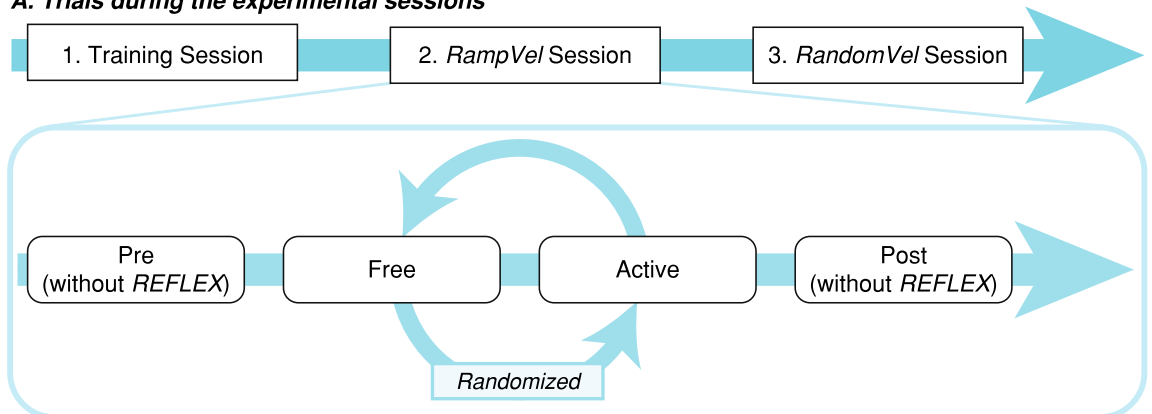 A. Trials during the experimental sessions
1. Training Session
2. RampVel Session
3. RandomVel Session
Pre
(without REFLEX)
Free
Active
Post
(without REFLEX)
Randomized